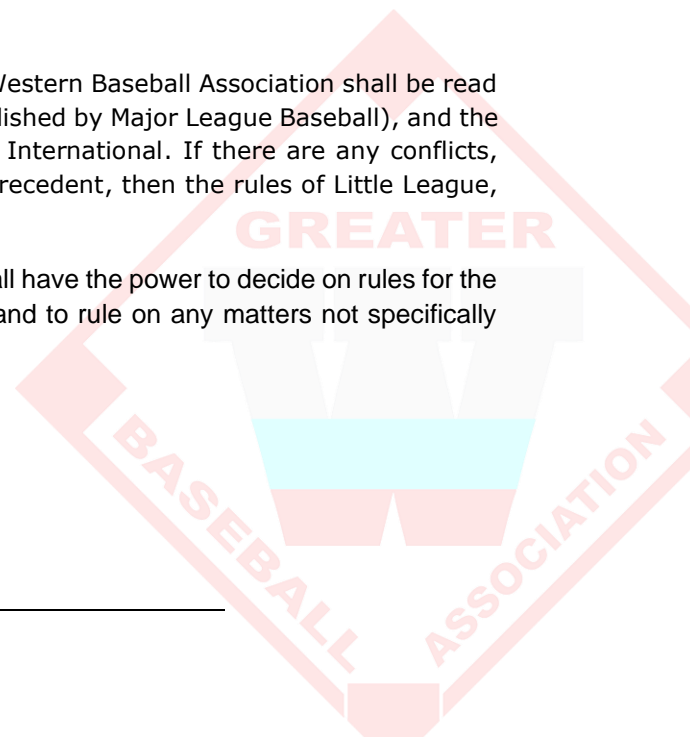 Western Baseball Association shall be read
lished by Major League Baseball), and the
International. If there are any conflicts,
recedent, then the rules of Little League,
all have the power to decide on rules for the
and to rule on any matters not specifically
GREATER
W
BASEBALL
ASSOCIATION